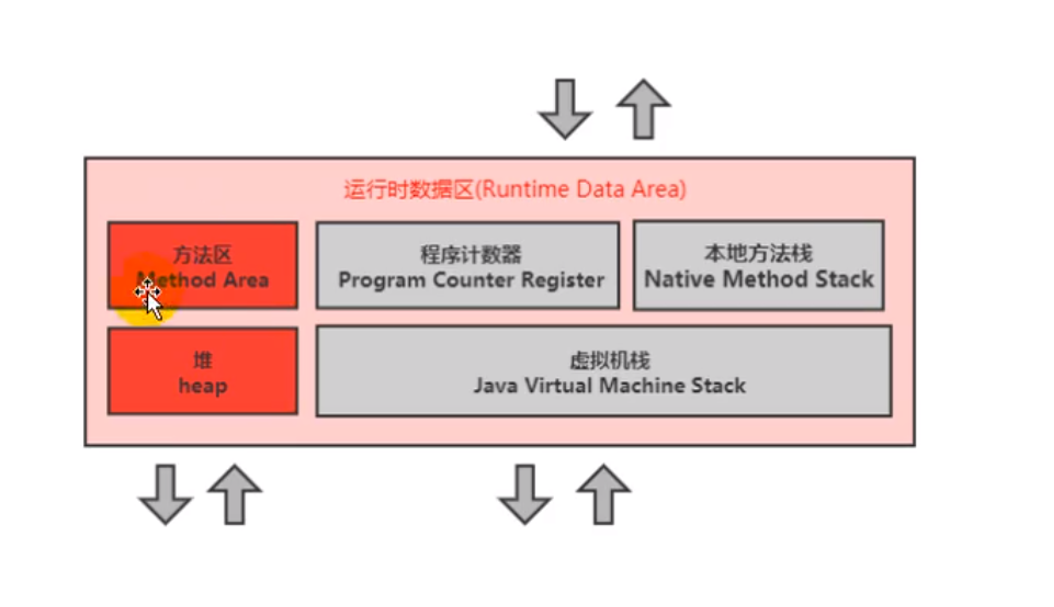 运行时数据区(Runtime Data Area)
方法区
Method Area
程序计数器
Program Counter Register
本地方法栈
Native Method Stack
堆
heap
虚拟机栈
Java Virtual Machine Stack